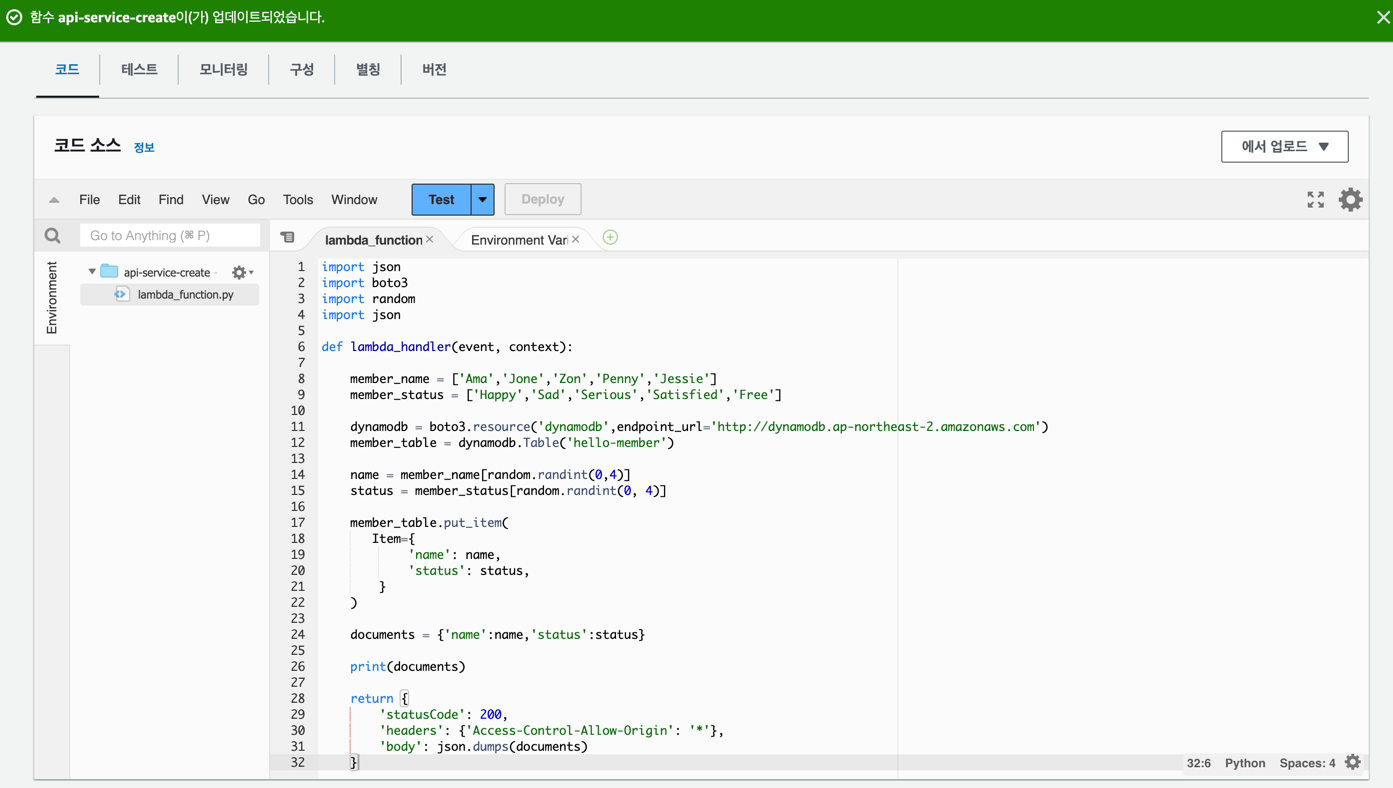 함수 api-service-create이(가) 업데이트되었습니다.
코드 테스트 모니터링 구성 별칭 버전
코드 소스 정보
에서 업로드 ▼
File Edit Find View Go Tools Window Test Deploy
Go to Anything (⌘ P)
lambda_function × Environment Vari ×
Environment
api-service-create -
lambda_function.py
1 import json
2 import boto3
3 import random
4 import json
5
6 def lambda_handler(event, context):
7
8     member_name = ['Ama','Jone','Zon','Penny','Jessie']
9     member_status = ['Happy','Sad','Serious','Satisfied','Free']
10
11     dynamodb = boto3.resource('dynamodb',endpoint_url='http://dynamodb.ap-northeast-2.amazonaws.com')
12     member_table = dynamodb.Table('hello-member')
13
14     name = member_name[random.randint(0,4)]
15     status = member_status[random.randint(0, 4)]
16
17     member_table.put_item(
18        Item={
19             'name': name,
20             'status': status,
21         }
22     )
23
24     documents = {'name':name,'status':status}
25
26     print(documents)
27
28     return {
29         'statusCode': 200,
30         'headers': {'Access-Control-Allow-Origin': '*'},
31         'body': json.dumps(documents)
32     }
32:6 Python Spaces: 4